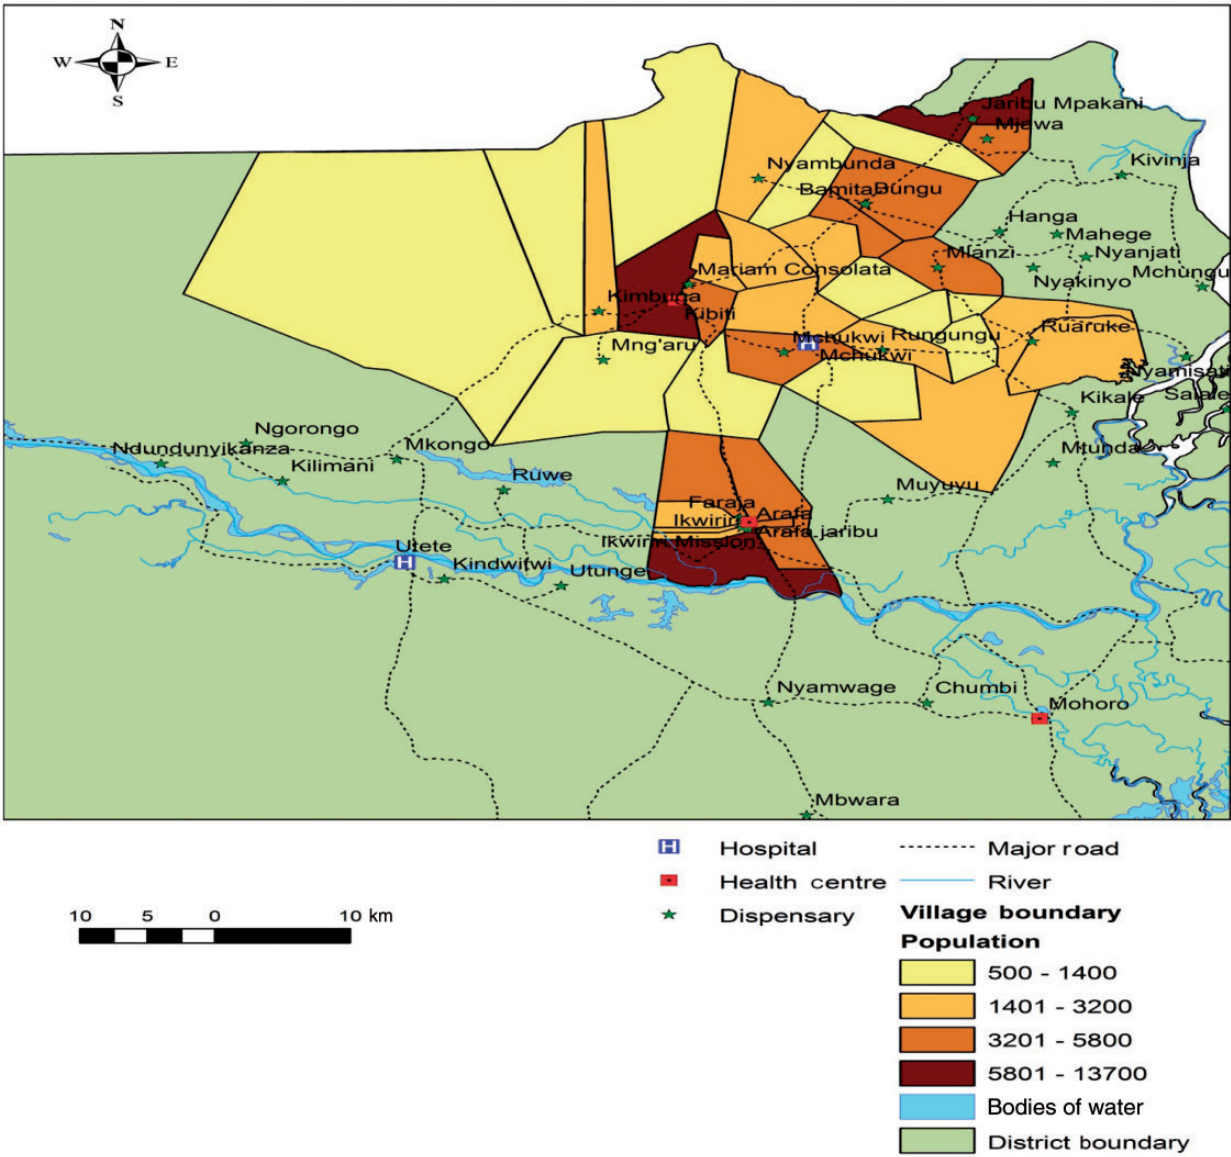 N
W E
S
Jaribu Mpakani
Mjawa
Nyambunda
Kivinja
Bamita Bungu
Hanga
Mahege
Mlanzi
Nyanjati
Mariam Consolata
Nyakinyo
Mchungu
Kimbuga
Kibiti
Ruaruke
Mchukwi
Rungungu
Mng'aru
Mchukwi
Nyamisati
Kikale
Salale
Ngorongo
Mkongo
Ndundunyikanza
Kilimani
Mtunda
Ruwe
Muyuyu
Faraja
Ikwiriri
Arafa
Arafa jaribu
Ikwiriri Mission
Utete
Kindwitwi
Utunge
Nyamwage
Chumbi
Mohoro
Mbwara
H Hospital
Major road
Health centre
River
10 5 0 10 km
Dispensary
Village boundary
Population
500 - 1400
1401 - 3200
3201 - 5800
5801 - 13700
Bodies of water
District boundary